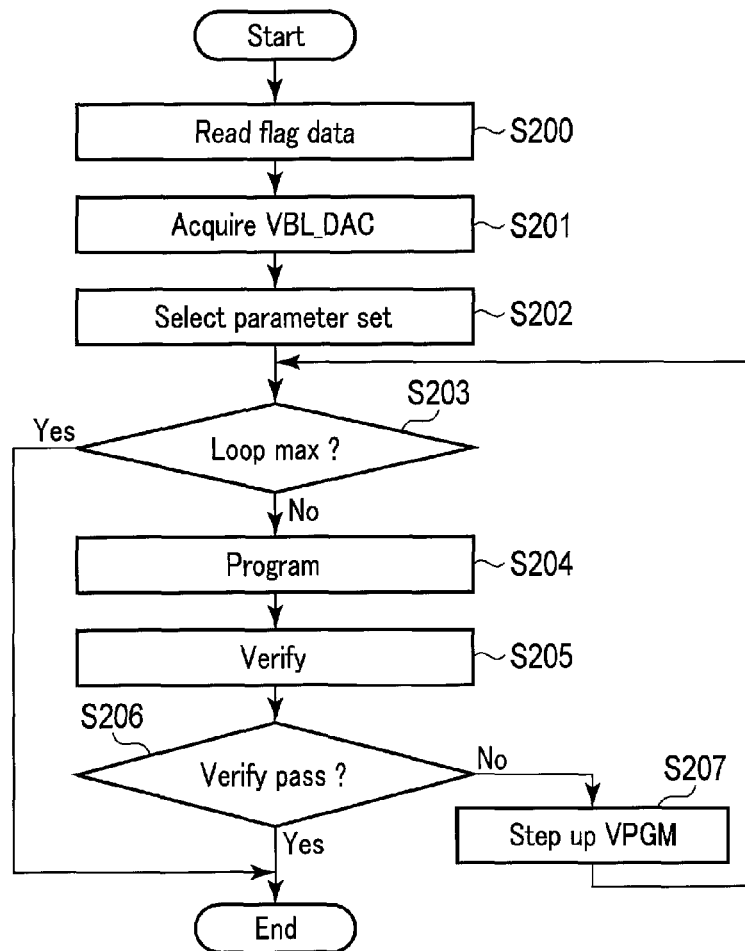 Start
Read flag data
S200
Acquire VBL_DAC
S201
Select parameter set
S202
S203
Yes
Loop max ?
No
Program
S204
Verify
S205
S206
Verify pass ?
No
S207
Step up VPGM
Yes
End